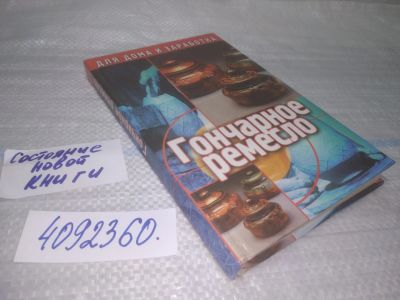 ДЛЯ ДОМА И ЗАРАБОТКА
Гончарное
ремесло
Состояние
новой
книги
4092360.